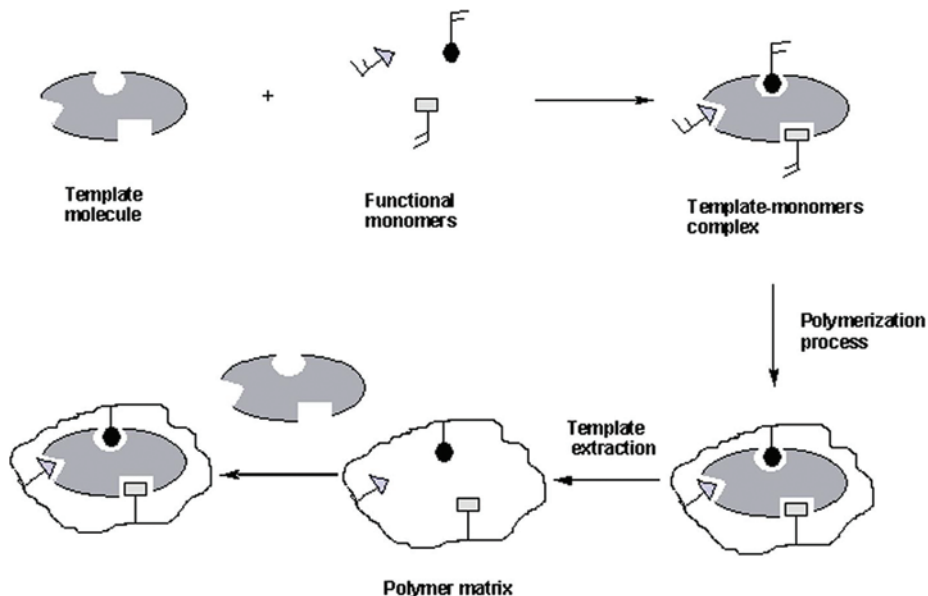 +
Template
molecule
Functional
monomers
Template-monomers
complex
Polymerization
process
Template
extraction
Polymer matrix